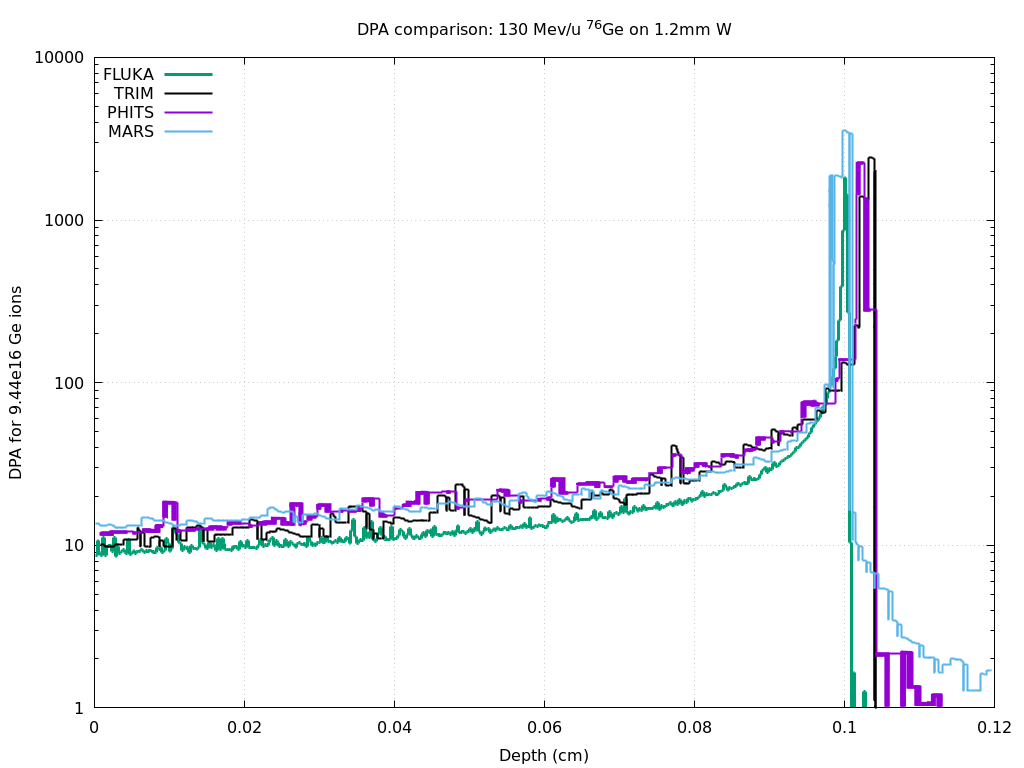 DPA comparison: 130 Mev/u ⁷⁶Ge on 1.2mm W
FLUKA
TRIM
PHITS
MARS
10000
1000
100
10
1
DPA for 9.44e16 Ge ions
0 0.02 0.04 0.06 0.08 0.1 0.12
Depth (cm)